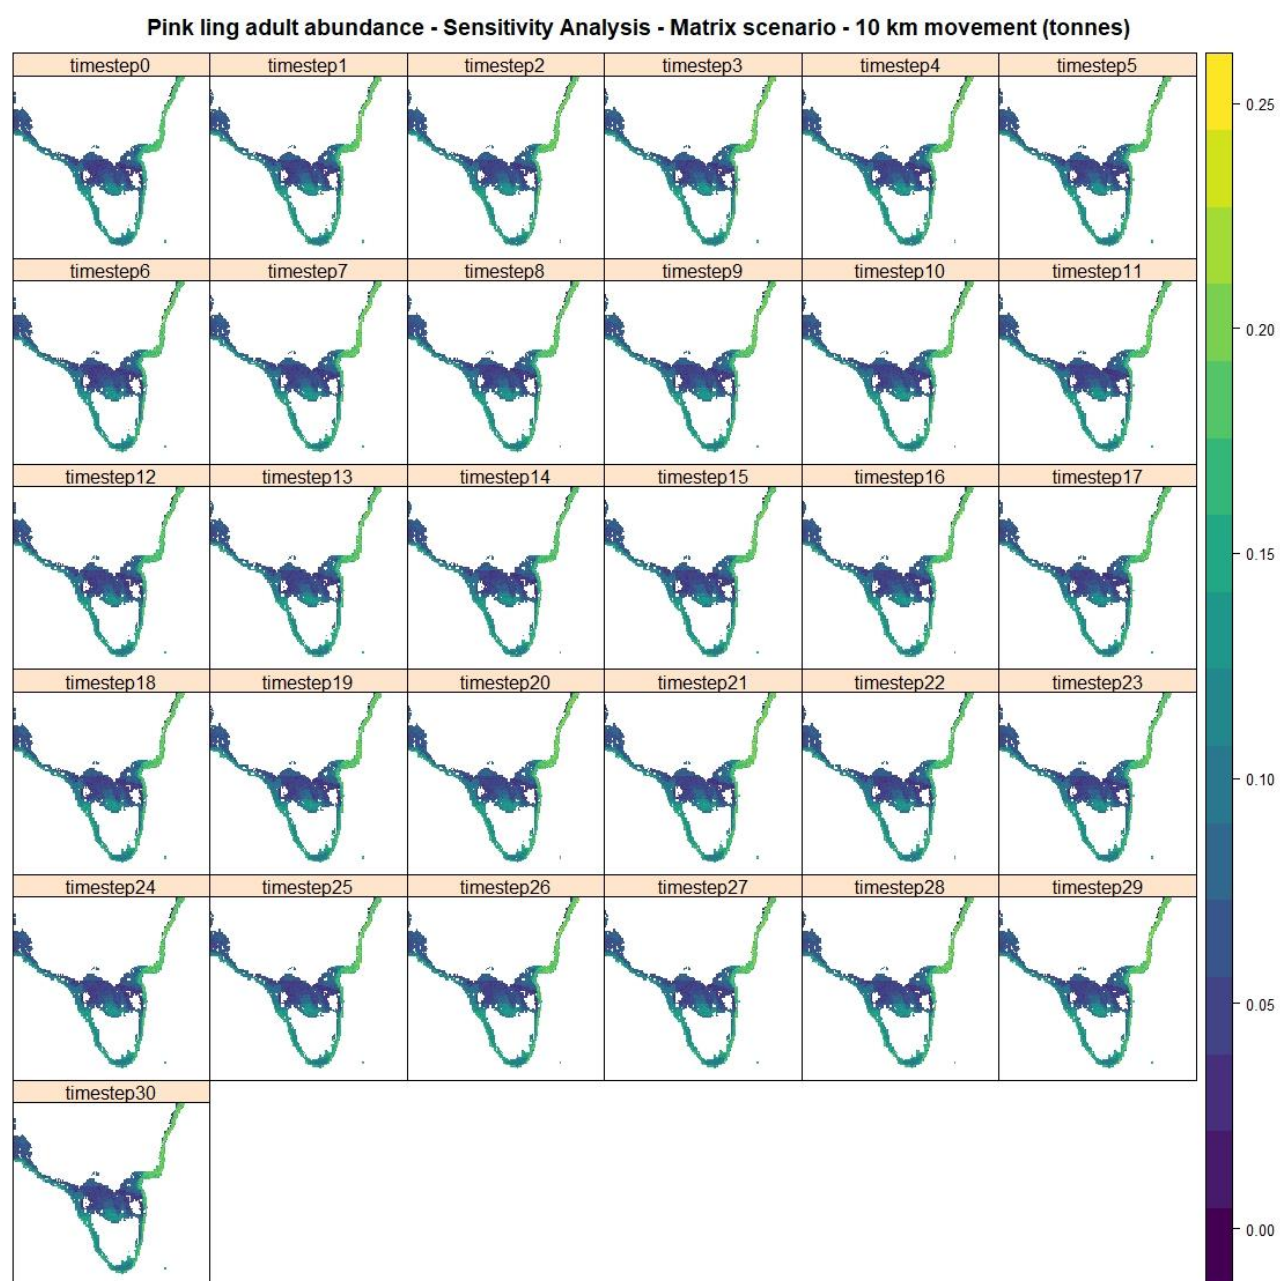 Pink ling adult abundance - Sensitivity Analysis - Matrix scenario - 10 km movement (tonnes)
timestep0 timestep1 timestep2 timestep3 timestep4 timestep5
timestep6 timestep7 timestep8 timestep9 timestep10 timestep11
timestep12 timestep13 timestep14 timestep15 timestep16 timestep17
timestep18 timestep19 timestep20 timestep21 timestep22 timestep23
timestep24 timestep25 timestep26 timestep27 timestep28 timestep29
timestep30
0.25
0.20
0.15
0.10
0.05
0.00